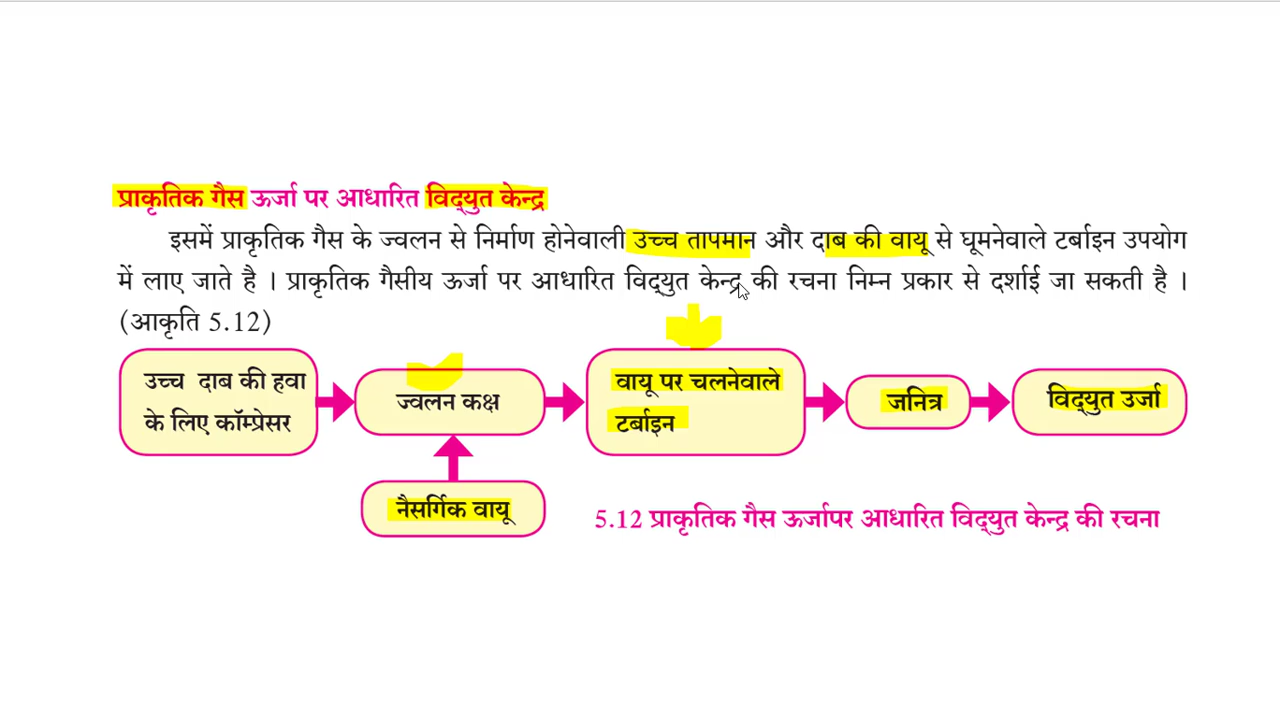 प्राकृतिक गैस ऊर्जा पर आधारित विद्‌युत केन्द्र
इसमें प्राकृतिक गैस के ज्वलन से निर्माण होनेवाली उच्च तापमान और दाब की वायू से घूमनेवाले टर्बाइन उपयोग
में लाए जाते है । प्राकृतिक गैसीय ऊर्जा पर आधारित विद्‌युत केन्द्र की रचना निम्न प्रकार से दर्शाई जा सकती है ।
(आकृति 5.12)
उच्च दाब की हवा
के लिए कॉम्प्रेसर
ज्वलन कक्ष
वायू पर चलनेवाले
टर्बाइन
जनित्र
विद्‌युत उर्जा
नैसर्गिक वायू
5.12 प्राकृतिक गैस ऊर्जापर आधारित विद्‌युत केन्द्र की रचना